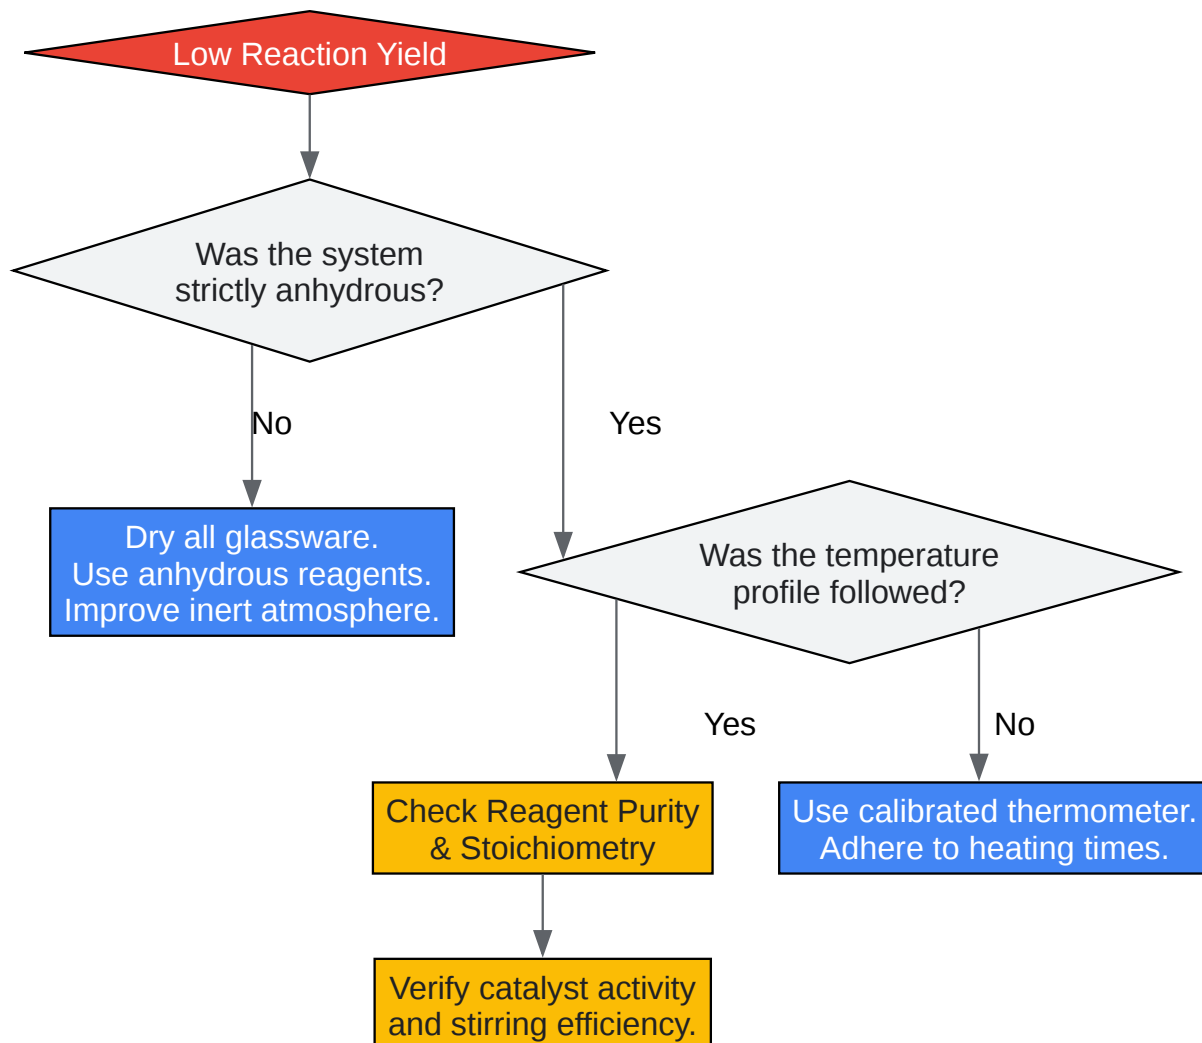 Low Reaction Yield
Was the system
strictly anhydrous?
No
Yes
Dry all glassware.
Use anhydrous reagents.
Improve inert atmosphere.
Was the temperature
profile followed?
Yes
No
Check Reagent Purity
& Stoichiometry
Use calibrated thermometer.
Adhere to heating times.
Verify catalyst activity
and stirring efficiency.